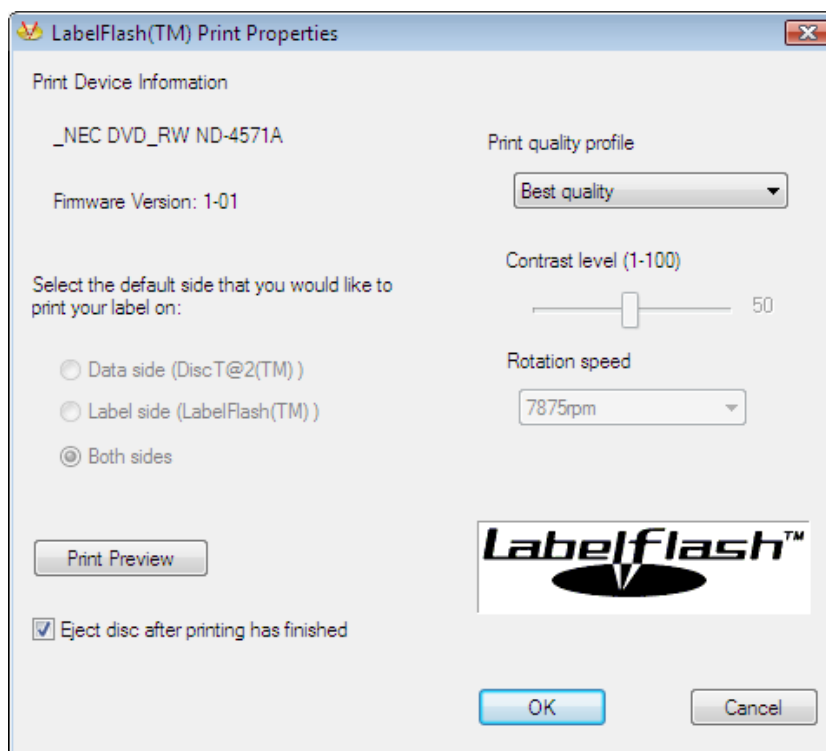 LabelFlash(TM) Print Properties
Print Device Information
_NEC DVD_RW ND-4571A
Firmware Version: 1-01
Select the default side that you would like to
print your label on:
Data side (DiscT@2(TM) )
Label side (LabelFlash(TM) )
Both sides
Print Preview
Eject disc after printing has finished
Print quality profile
Best quality
Contrast level (1-100)
50
Rotation speed
7875rpm
Labelflash™
OK
Cancel